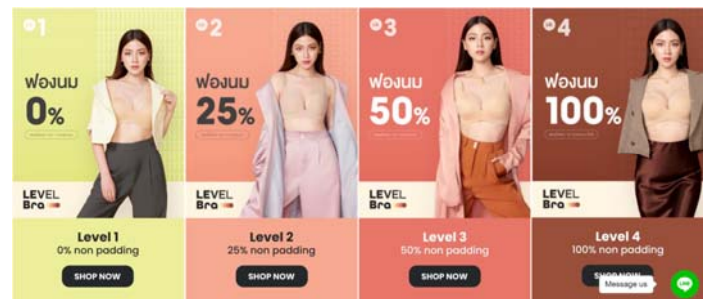 1
ฟองนม
0%
LEVEL
Bra
Level 1
0% non padding
SHOP NOW
2
ฟองนม
25%
LEVEL
Bra
Level 2
25% non padding
SHOP NOW
3
ฟองนม
50%
LEVEL
Bra
Level 3
50% non padding
SHOP NOW
4
ฟองนม
100%
LEVEL
Bra
Level 4
100% non padding
SHOP NOW
Message us
LINE